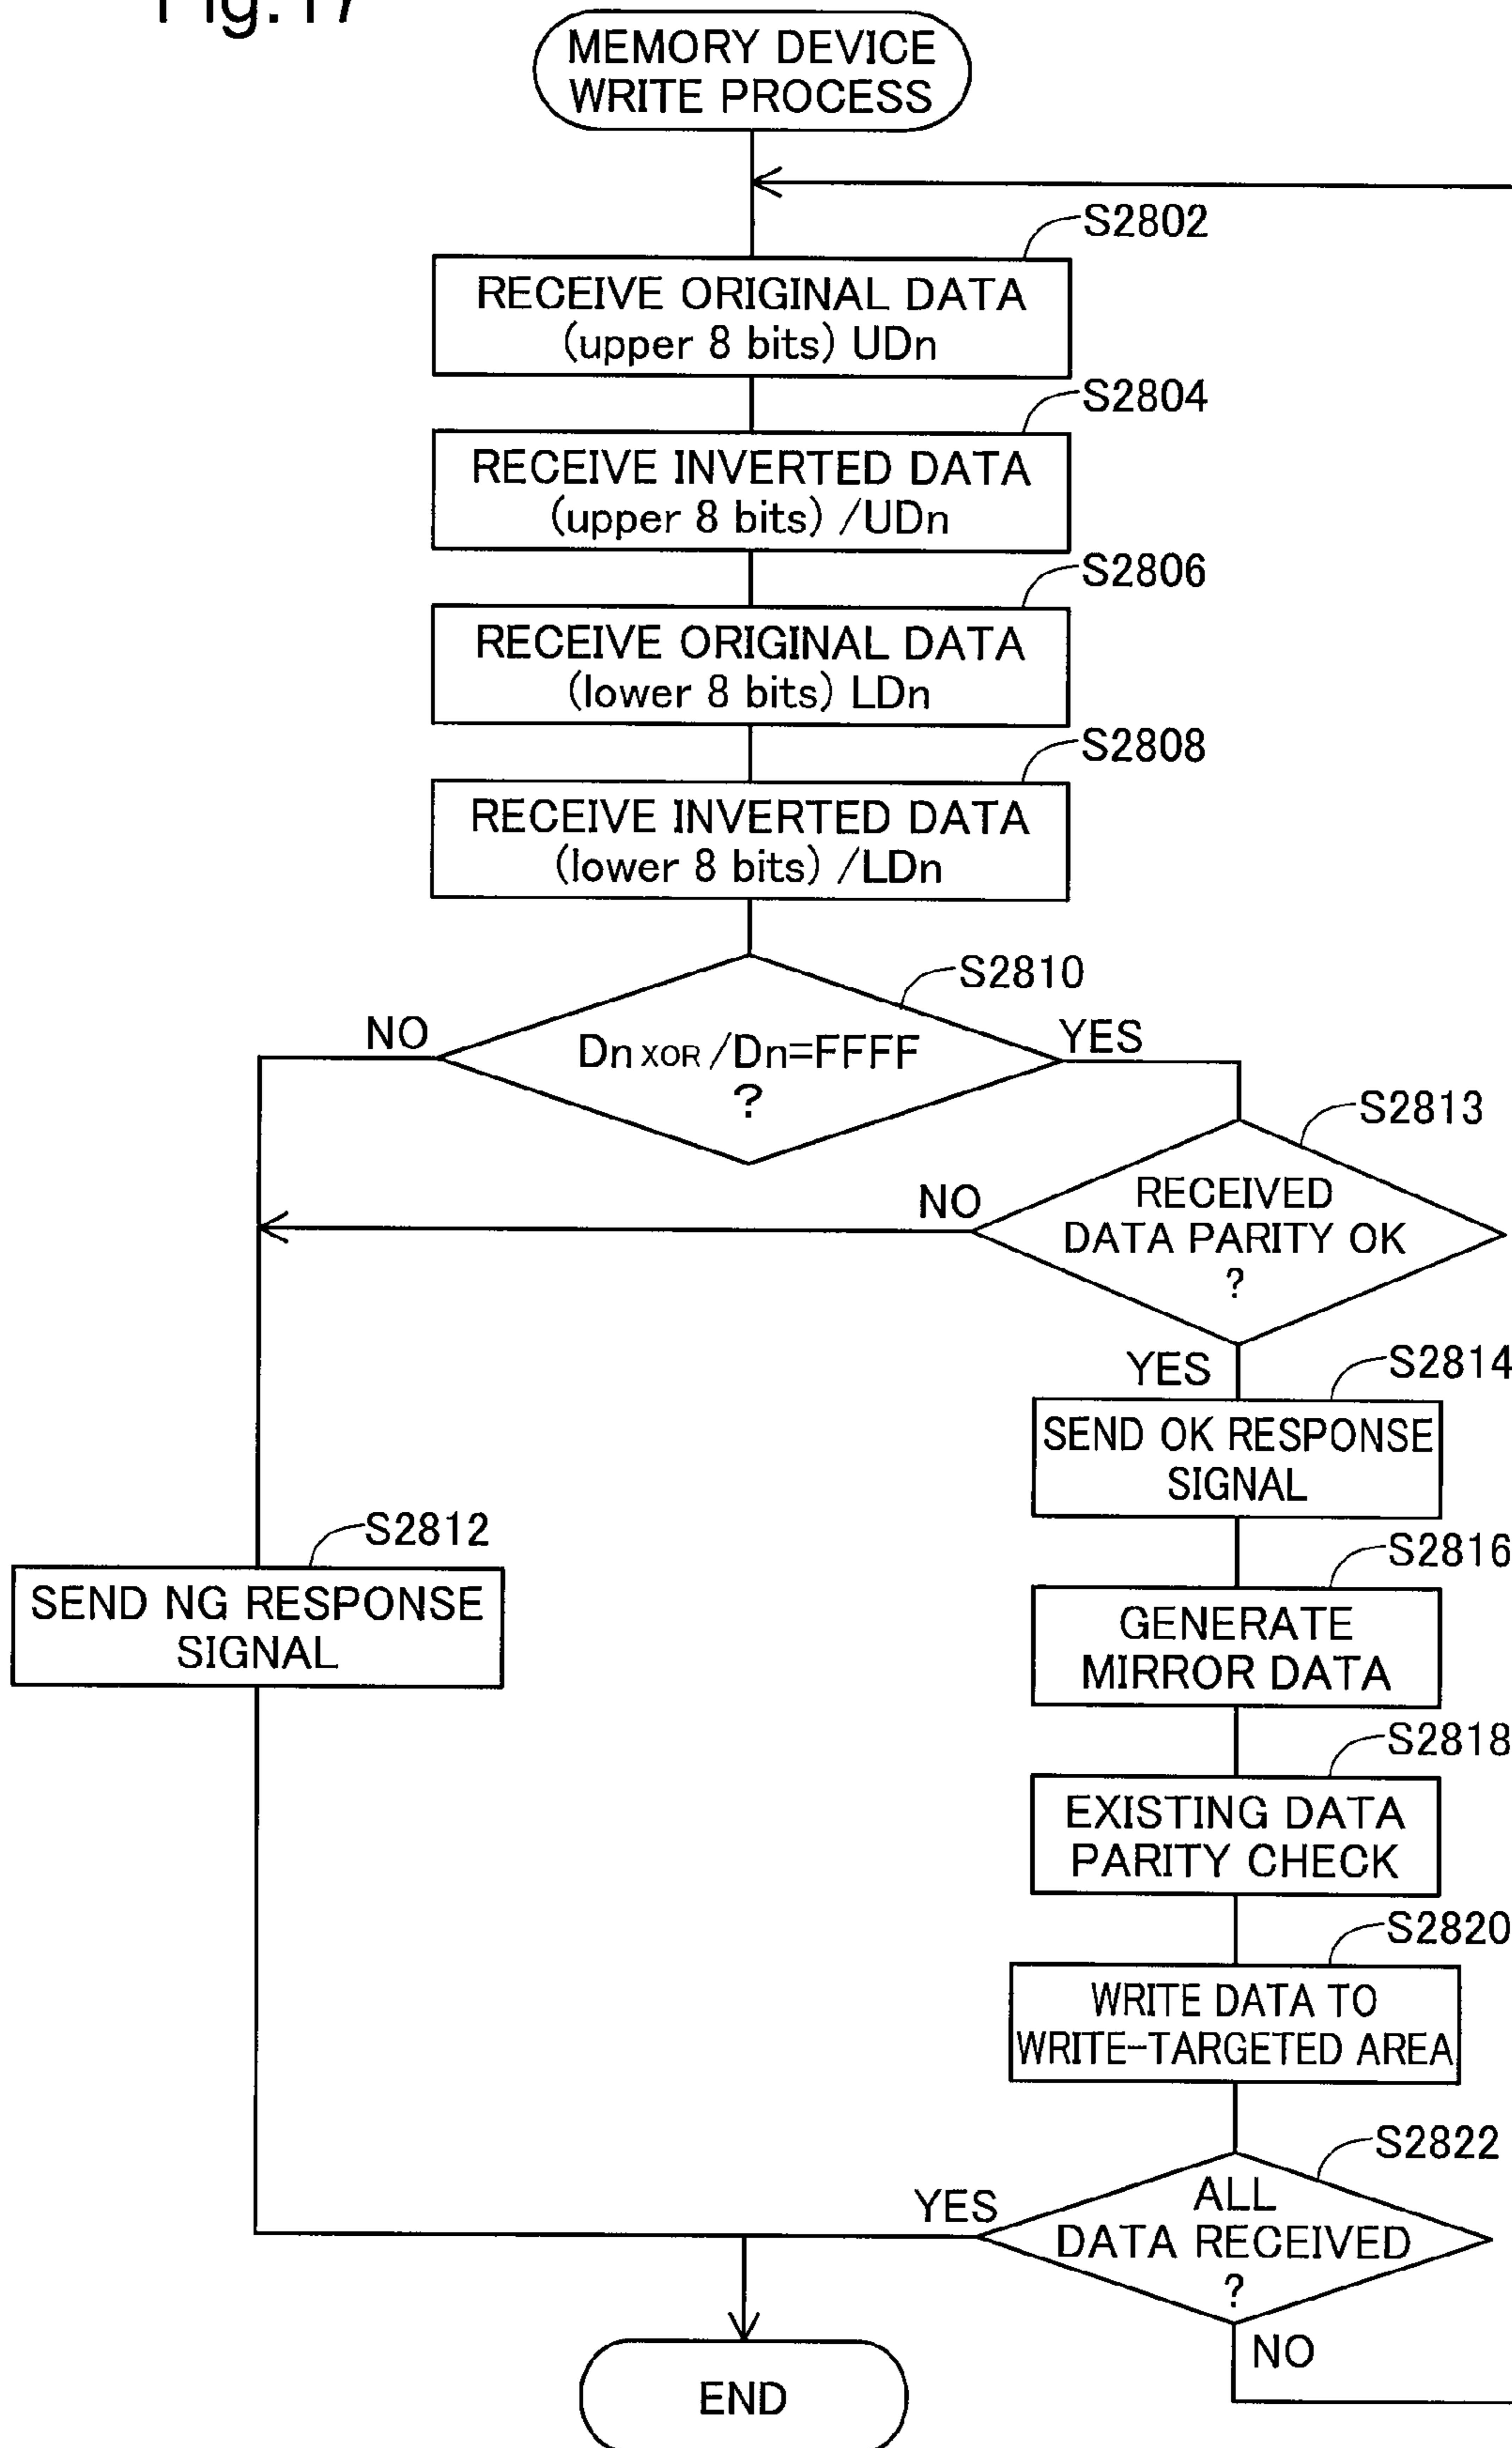 Fig.17
MEMORY DEVICE
WRITE PROCESS
S2802
RECEIVE ORIGINAL DATA
(upper 8 bits) UDn
S2804
RECEIVE INVERTED DATA
(upper 8 bits) /UDn
S2806
RECEIVE ORIGINAL DATA
(lower 8 bits) LDn
S2808
RECEIVE INVERTED DATA
(lower 8 bits) /LDn
S2810
NO
Dn XOR /Dn=FFFF
?
YES
S2813
NO
RECEIVED
DATA PARITY OK
?
YES
S2814
SEND OK RESPONSE
SIGNAL
S2812
SEND NG RESPONSE
SIGNAL
S2816
GENERATE
MIRROR DATA
S2818
EXISTING DATA
PARITY CHECK
S2820
WRITE DATA TO
WRITE-TARGETED AREA
S2822
YES
ALL
DATA RECEIVED
?
NO
END